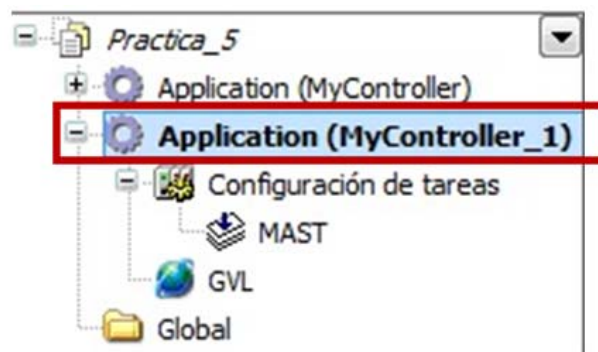 Practica_5
Application (MyController)
Application (MyController_1)
Configuración de tareas
MAST
GVL
Global